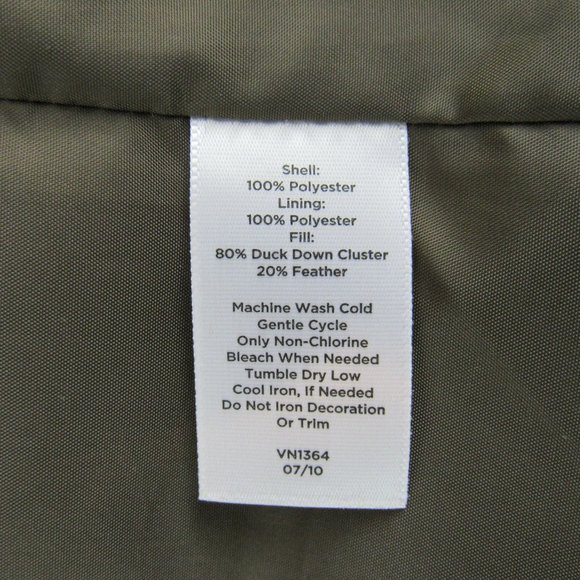 Shell:
100% Polyester
Lining:
100% Polyester
Fill:
80% Duck Down Cluster
20% Feather
Machine Wash Cold
Gentle Cycle
Only Non-Chlorine
Bleach When Needed
Tumble Dry Low
Cool Iron, If Needed
Do Not Iron Decoration
Or Trim
VN1364
07/10